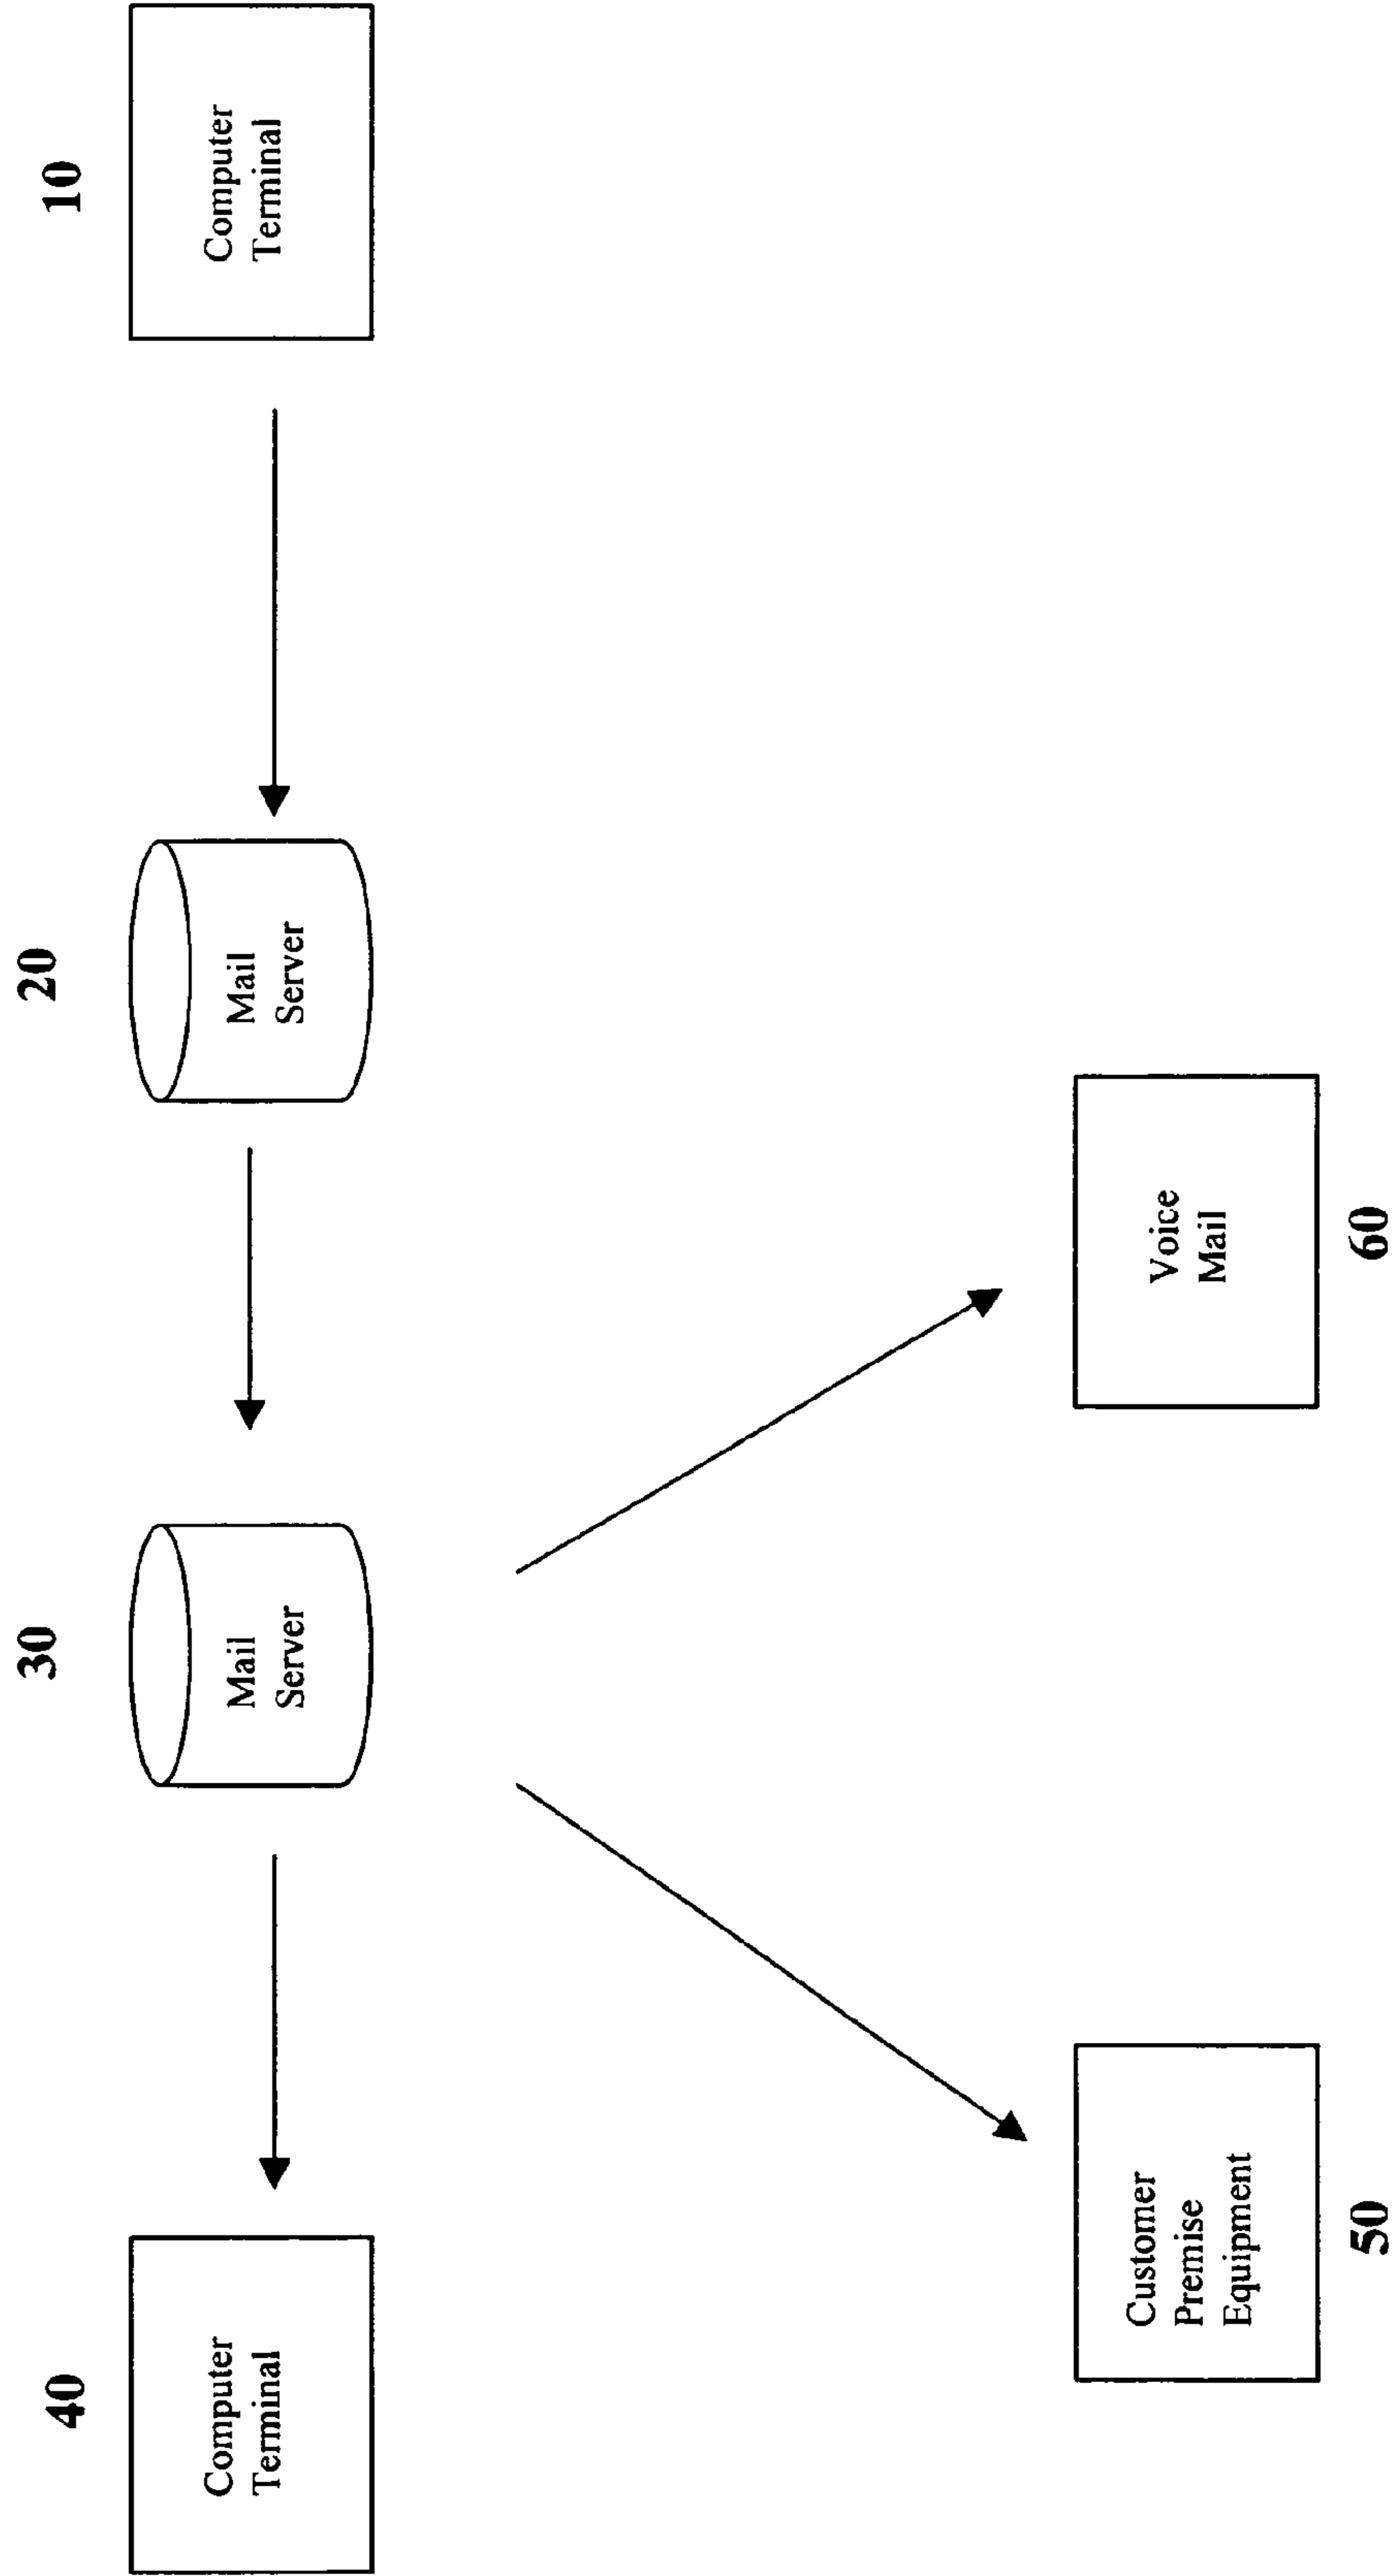 40
30
20
10
Computer
Terminal
Mail
Server
Mail
Server
Computer
Terminal
Customer
Premise
Equipment
Voice
Mail
50
60